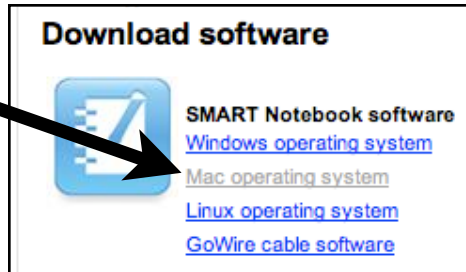 Download software
SMART Notebook software
Windows operating system
Mac operating system
Linux operating system
GoWire cable software